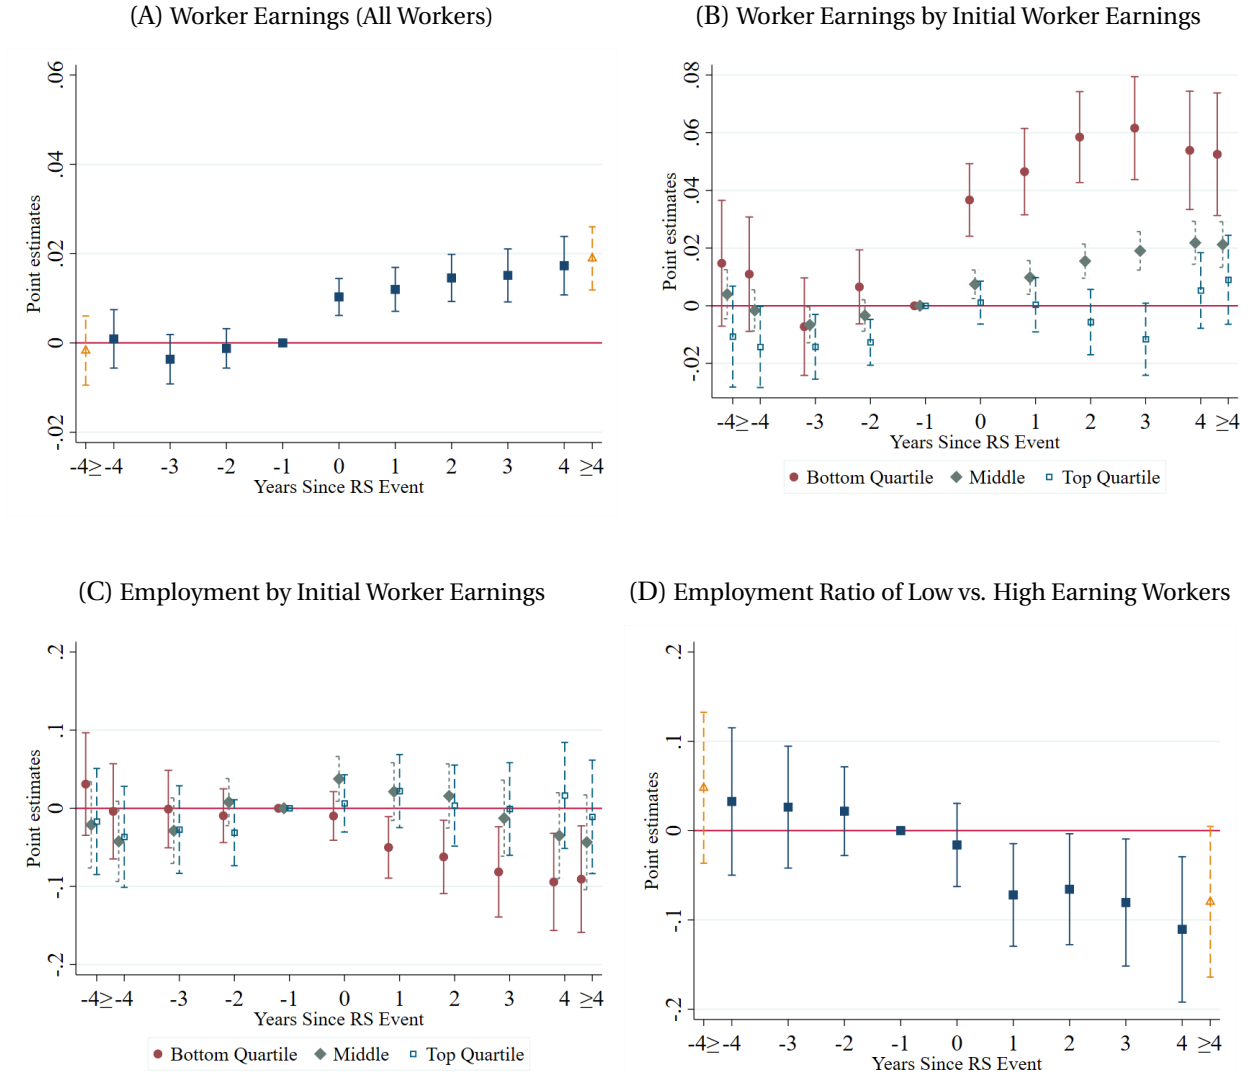 (A) Worker Earnings (All Workers)
Point estimates
.06
.04
.02
0
-.02
-4≥ -4 -3 -2 -1 0 1 2 3 4 ≥4
Years Since RS Event
(B) Worker Earnings by Initial Worker Earnings
Point estimates
.08
.06
.04
.02
0
-.02
-4≥ -4 -3 -2 -1 0 1 2 3 4 ≥4
Years Since RS Event
Bottom Quartile Middle Top Quartile
(C) Employment by Initial Worker Earnings
Point estimates
.2
.1
0
-.1
-.2
-4≥ -4 -3 -2 -1 0 1 2 3 4 ≥4
Years Since RS Event
Bottom Quartile Middle Top Quartile
(D) Employment Ratio of Low vs. High Earning Workers
Point estimates
.2
.1
0
-.1
-.2
-4≥ -4 -3 -2 -1 0 1 2 3 4 ≥4
Years Since RS Event